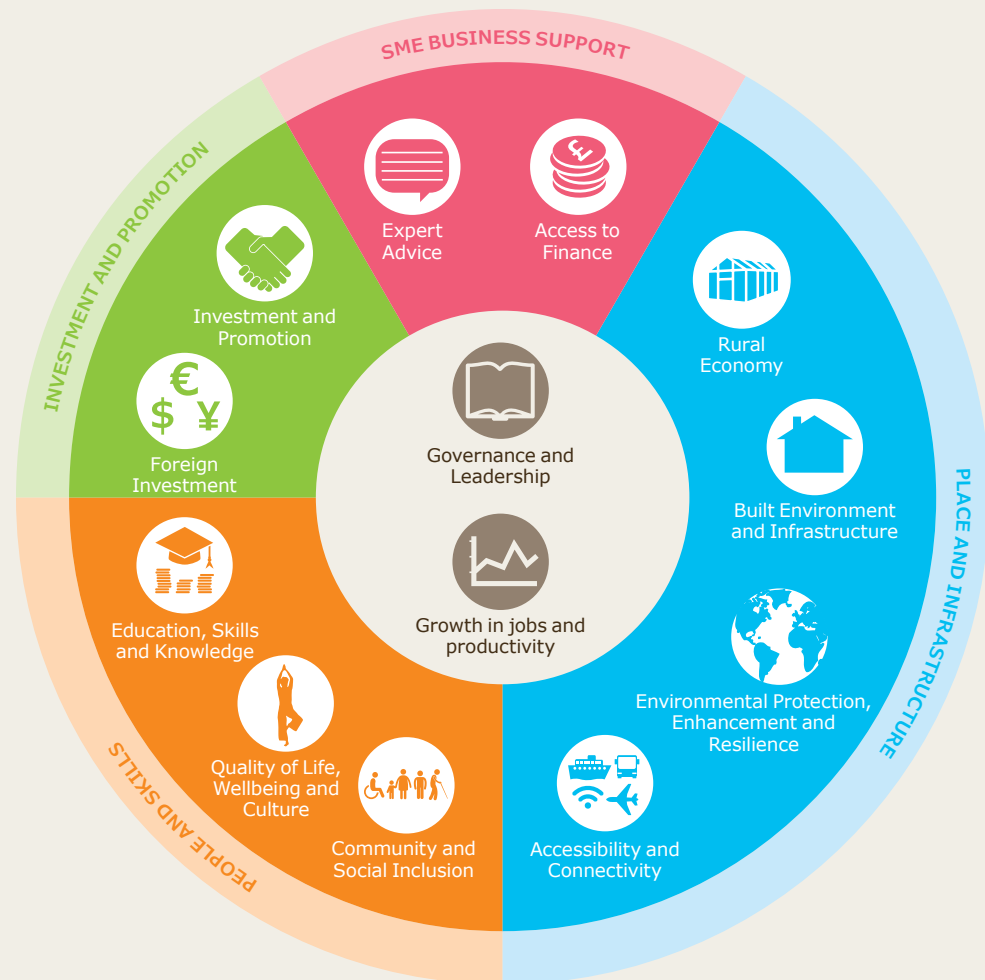 SME BUSINESS SUPPORT
Expert
Advice
Access to
Finance
£
PLACE AND INFRASTRUCTURE
Rural
Economy
Built Environment
and Infrastructure
Environmental Protection,
Enhancement and
Resilience
Accessibility and
Connectivity
PEOPLE AND SKILLS
Community and
Social Inclusion
Quality of Life,
Wellbeing and
Culture
Education, Skills
and Knowledge
INVESTMENT AND PROMOTION
€
$ ¥
Foreign
Investment
Investment and
Promotion
Governance and
Leadership
Growth in jobs and
productivity